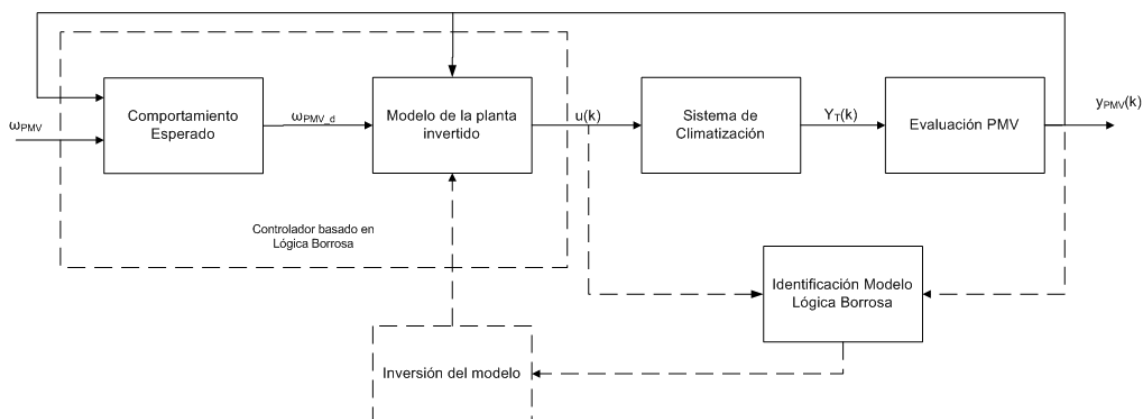 ω_PMV
Comportamiento
Esperado
ω_PMV_d
Modelo de la planta
invertido
u(k)
Sistema de
Climatización
Y_T(k)
Evaluación PMV
y_PMV(k)
Controlador basado en
Lógica Borrosa
Identificación Modelo
Lógica Borrosa
Inversión del modelo